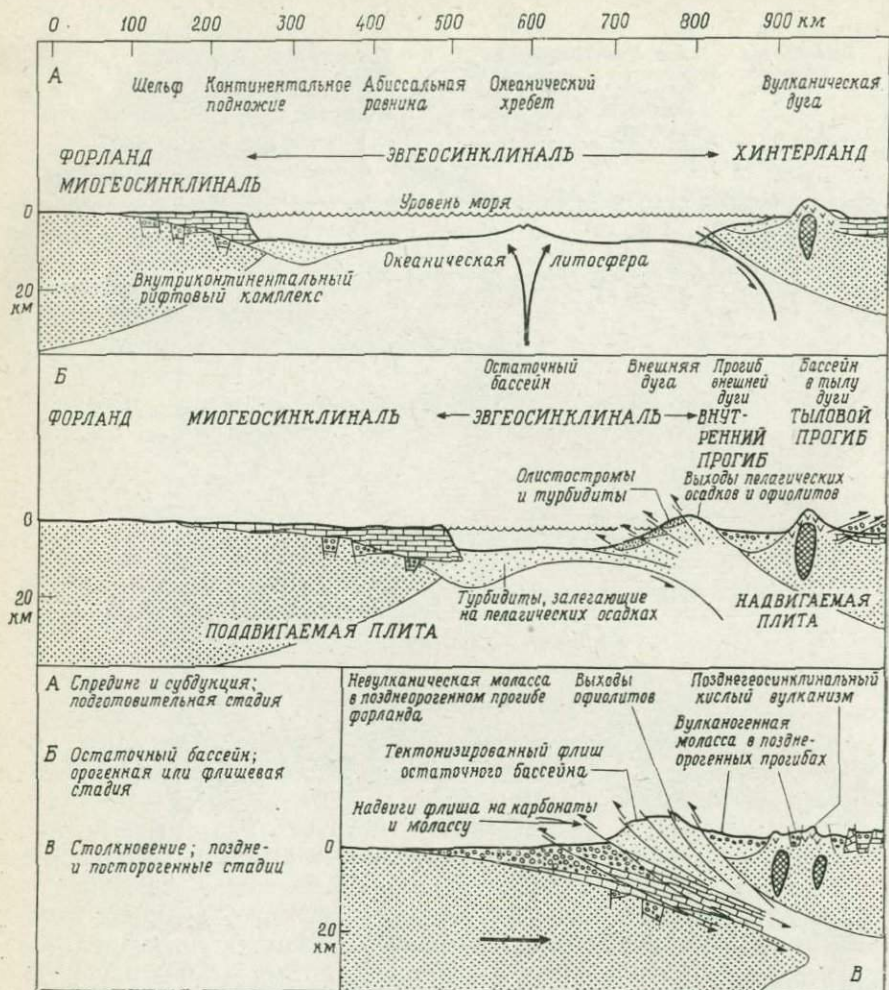 0 100 200 300 400 500 600 700 800 900 км
А
Шельф
Континентальное
подножие
Абиссальная
равнина
Океанический
хребет
Вулканическая
дуга
ФОРЛАНД
МИОГЕОСИНКЛИНАЛЬ
ЭВГЕОСИНКЛИНАЛЬ
ХИНТЕРЛАНД
Уровень моря
0
20
км
Внутриконтинентальный
рифтовый комплекс
Океаническая литосфера
Б
Остаточный
бассейн
Внешняя
дуга
Прогиб
внешней
дуги
Бассейн
в тылу
дуги
ФОРЛАНД
МИОГЕОСИНКЛИНАЛЬ
ЭВГЕОСИНКЛИНАЛЬ
ВНУТ-
РЕННИЙ
ПРОГИБ
ТЫЛОВОЙ
ПРОГИБ
Олистостромы
и турбидиты
Выходы пелагических
осадков и офиолитов
0
20
км
Турбидиты, залегающие
на пелагических осадках
ПОДДВИГАЕМАЯ ПЛИТА
НАДВИГАЕМАЯ
ПЛИТА
А Спрединг и субдукция;
подготовительная стадия
Б Остаточный бассейн;
орогенная или флишевая
стадия
В Столкновение; поздне-
и посторогенные стадии
Невулканическая моласса
в позднеорогенном прогибе
форланда
Выходы
офиолитов
Позднегеосинклинальный
кислый вулканизм
Вулканогенная
моласса в поздне-
орогенных прогибах
Тектонизированный флиш
остаточного бассейна
Надвиги флиша на карбонаты
и молассу
0
20
км
В